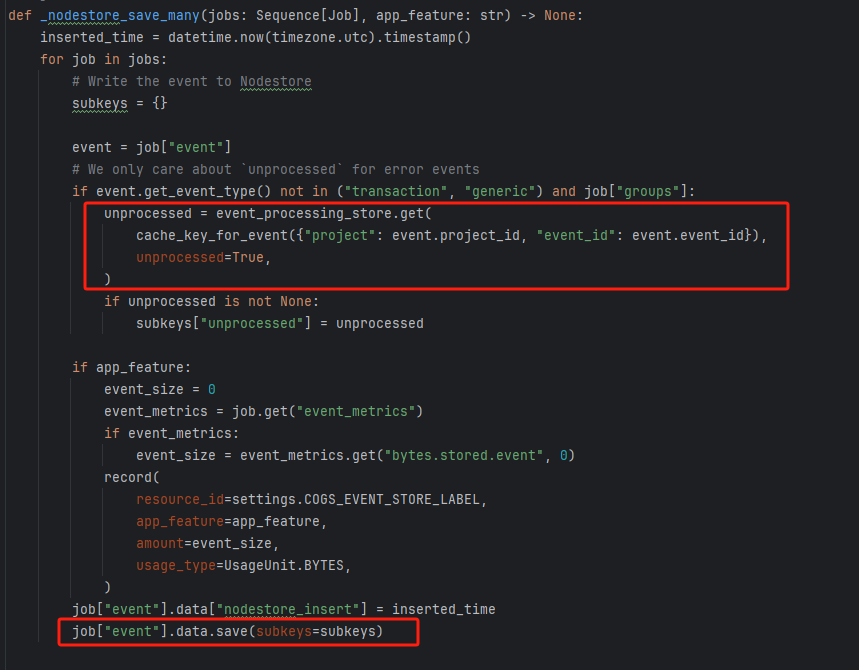 def _nodestore_save_many(jobs: Sequence[Job], app_feature: str) -> None:
    inserted_time = datetime.now(timezone.utc).timestamp()
    for job in jobs:
        # Write the event to Nodestore
        subkeys = {}

        event = job["event"]
        # We only care about `unprocessed` for error events
        if event.get_event_type() not in ("transaction", "generic") and job["groups"]:
            unprocessed = event_processing_store.get(
                cache_key_for_event({"project": event.project_id, "event_id": event.event_id}),
                unprocessed=True,
            )
            if unprocessed is not None:
                subkeys["unprocessed"] = unprocessed

        if app_feature:
            event_size = 0
            event_metrics = job.get("event_metrics")
            if event_metrics:
                event_size = event_metrics.get("bytes.stored.event", 0)
            record(
                resource_id=settings.COGS_EVENT_STORE_LABEL,
                app_feature=app_feature,
                amount=event_size,
                usage_type=UsageUnit.BYTES,
            )
        job["event"].data["nodestore_insert"] = inserted_time
        job["event"].data.save(subkeys=subkeys)